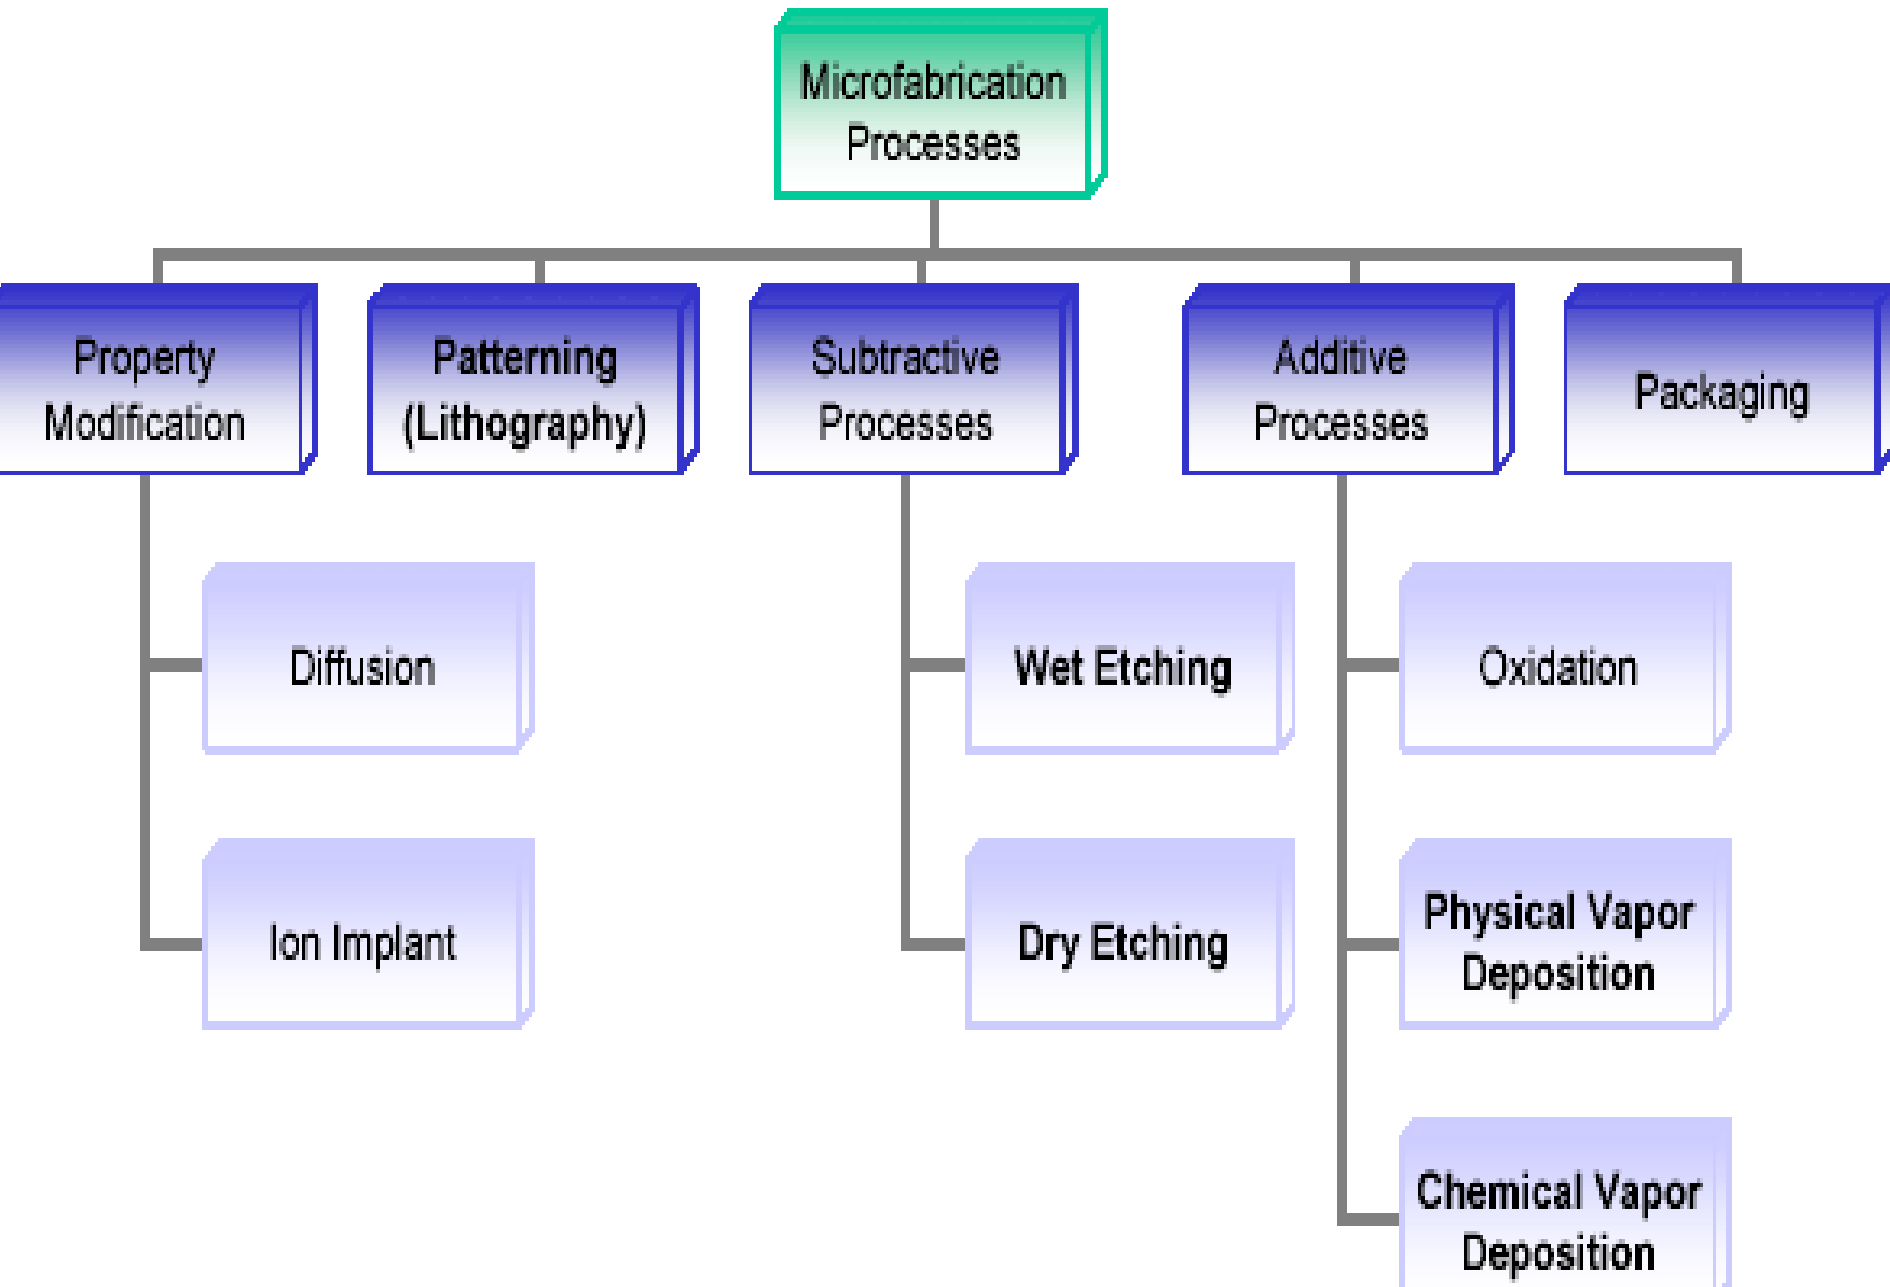 Microfabrication
Processes
Property
Modification
Patterning
(Lithography)
Subtractive
Processes
Additive
Processes
Packaging
Diffusion
Wet Etching
Oxidation
Ion Implant
Dry Etching
Physical Vapor
Deposition
Chemical Vapor
Deposition